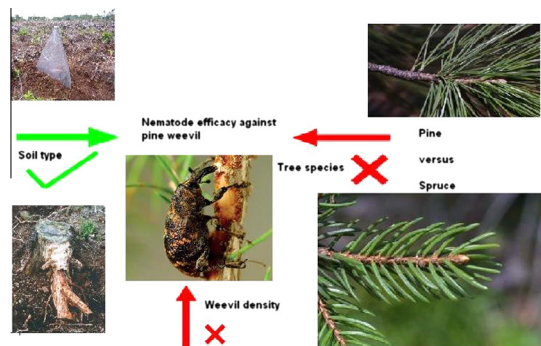 Nematode efficacy against
pine weevil
Soil type
Tree species
Pine
versus
Spruce
Weevil density